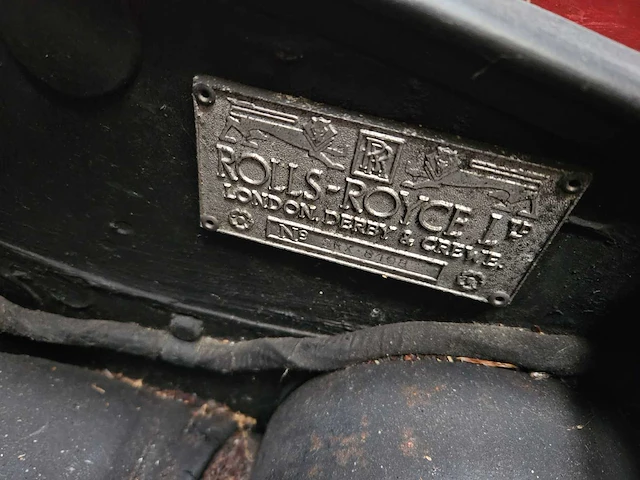 RR
ROLLS-ROYCE Lᵀᴰ
LONDON, DERBY & CREWE.
Nº